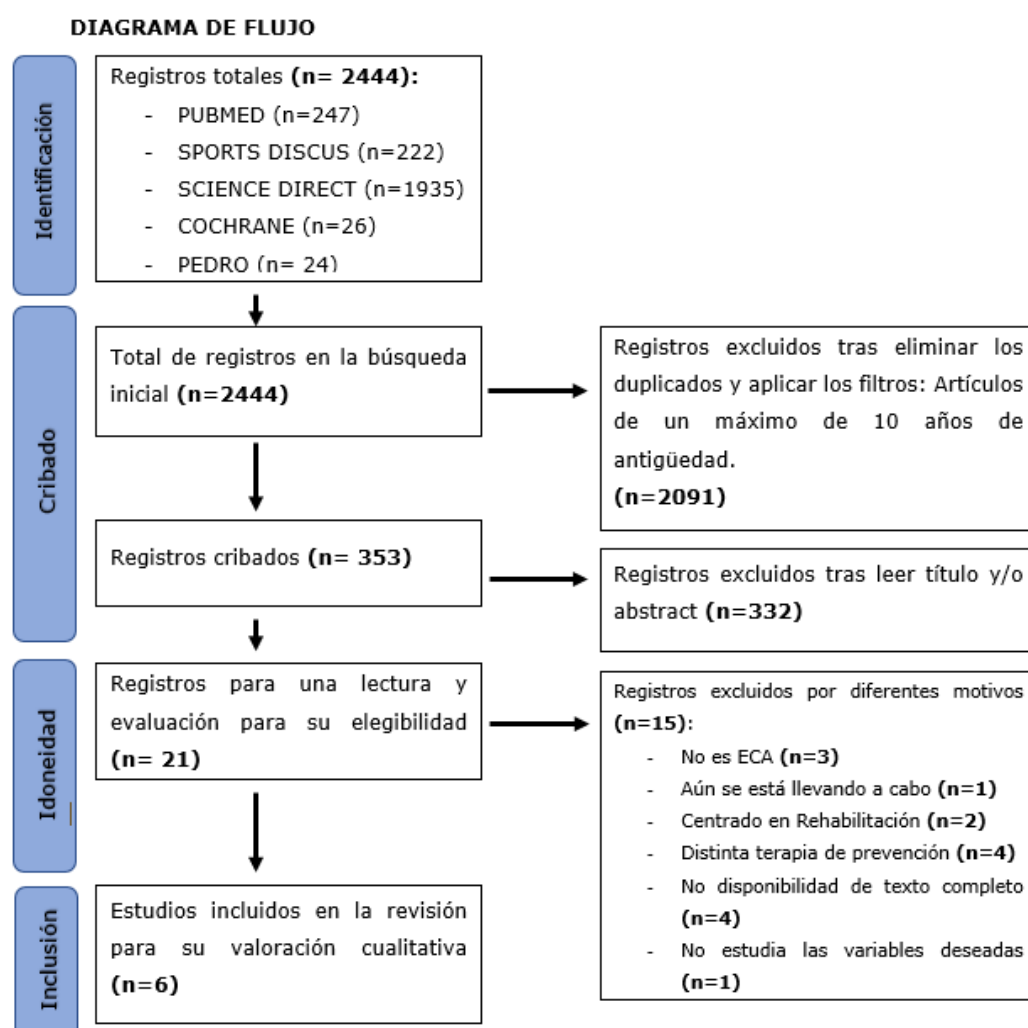 DIAGRAMA DE FLUJO
Identificación
Registros totales (n= 2444):
- PUBMED (n=247)
- SPORTS DISCUS (n=222)
- SCIENCE DIRECT (n=1935)
- COCHRANE (n=26)
- PEDRO (n= 24)
Cribado
Total de registros en la búsqueda
inicial (n=2444)
Registros excluidos tras eliminar los
duplicados y aplicar los filtros: Artículos
de un máximo de 10 años de
antigüedad.
(n=2091)
Registros cribados (n= 353)
Registros excluidos tras leer título y/o
abstract (n=332)
Idoneidad
Registros para una lectura y
evaluación para su elegibilidad
(n= 21)
Registros excluidos por diferentes motivos
(n=15):
- No es ECA (n=3)
- Aún se está llevando a cabo (n=1)
- Centrado en Rehabilitación (n=2)
- Distinta terapia de prevención (n=4)
- No disponibilidad de texto completo
(n=4)
- No estudia las variables deseadas
(n=1)
Inclusión
Estudios incluidos en la revisión
para su valoración cualitativa
(n=6)